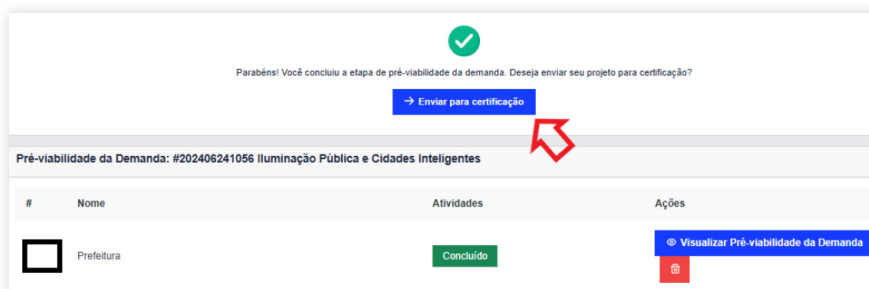 Parabéns! Você concluiu a etapa de pré-viabilidade da demanda. Deseja enviar seu projeto para certificação?
→ Enviar para certificação
Pré-viabilidade da Demanda: #202406241056 Iluminação Pública e Cidades Inteligentes
# Nome Atividades Ações
Prefeitura Concluído Visualizar Pré-viabilidade da Demanda